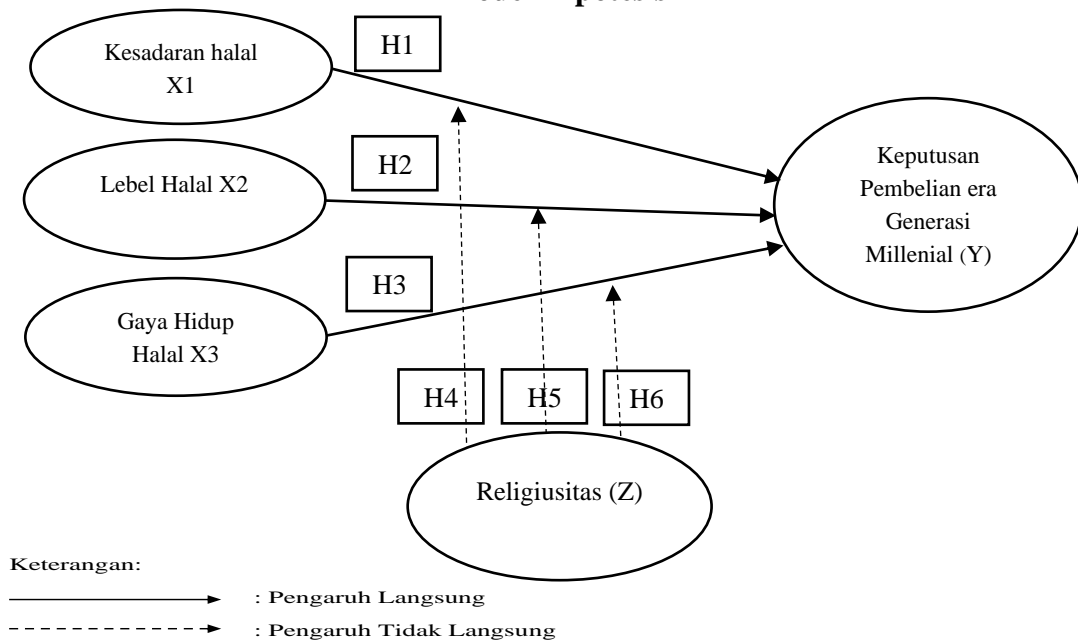 Kesadaran halal
X1
H1
Lebel Halal X2
H2
Gaya Hidup
Halal X3
H3
Keputusan
Pembelian era
Generasi
Millenial (Y)
H4
H5
H6
Religiusitas (Z)
Keterangan:
: Pengaruh Langsung
: Pengaruh Tidak Langsung